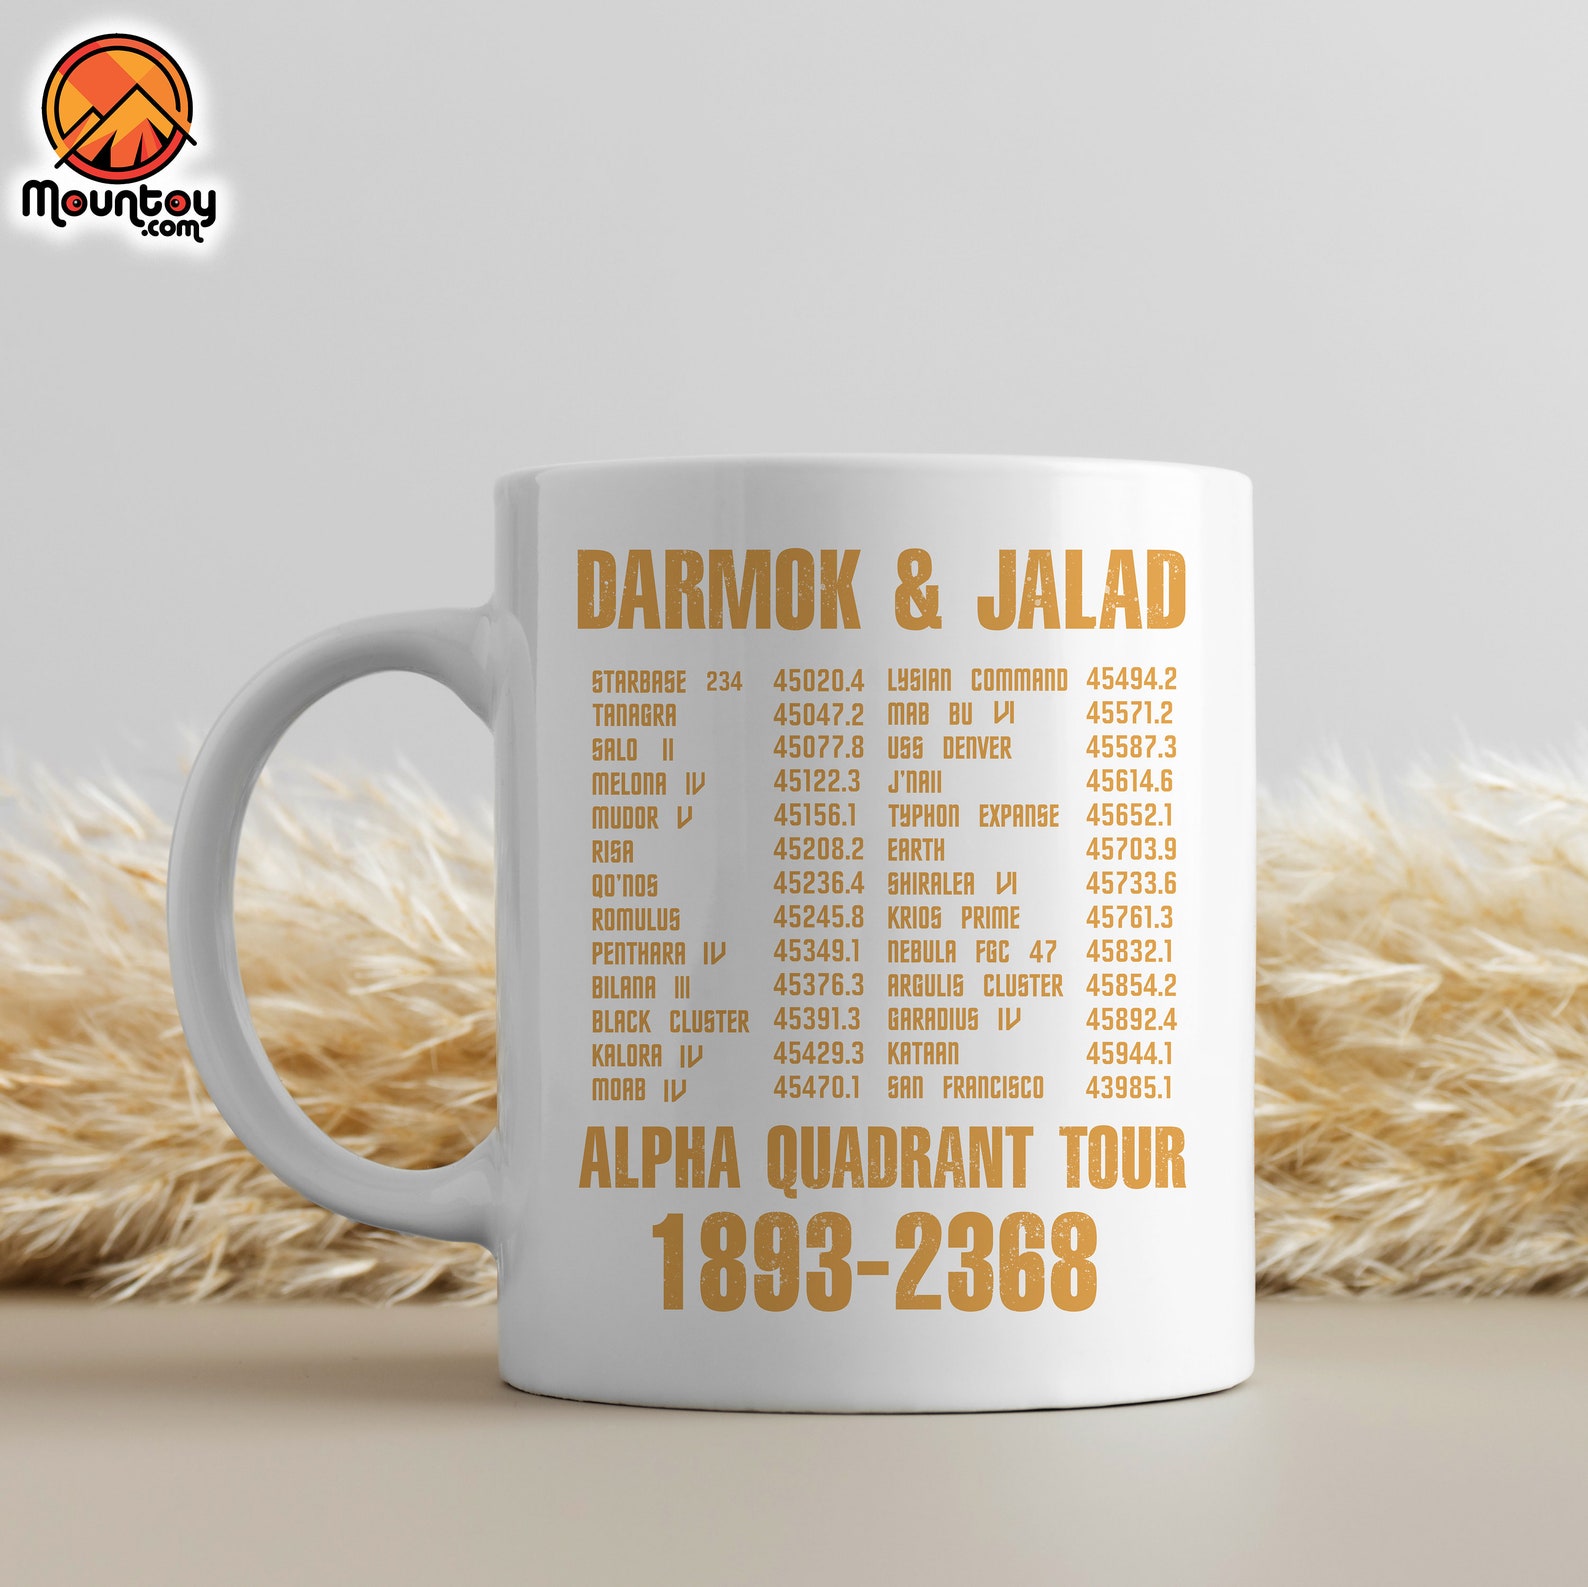 Mountoy
.com
DARMOK & JALAD
STARBASE 234 45020.4 LYSIAN COMMAND 45494.2
TANAGRA 45047.2 MAB BU VI 45571.2
SALO II 45077.8 USS DENVER 45587.3
MELONA IV 45122.3 J'NAII 45614.6
MUDOR V 45156.1 TYPHON EXPANSE 45652.1
RISA 45208.2 EARTH 45703.9
QO'NOS 45236.4 SHIRALEA VI 45733.6
ROMULUS 45245.8 KRIOS PRIME 45761.3
PENTHARA IV 45349.1 NEBULA FGC 47 45832.1
BILANA III 45376.3 ARGULIS CLUSTER 45854.2
BLACK CLUSTER 45391.3 GARADIUS IV 45892.4
KALORA IV 45429.3 KATAAN 45944.1
MOAB IV 45470.1 SAN FRANCISCO 43985.1
ALPHA QUADRANT TOUR
1893-2368